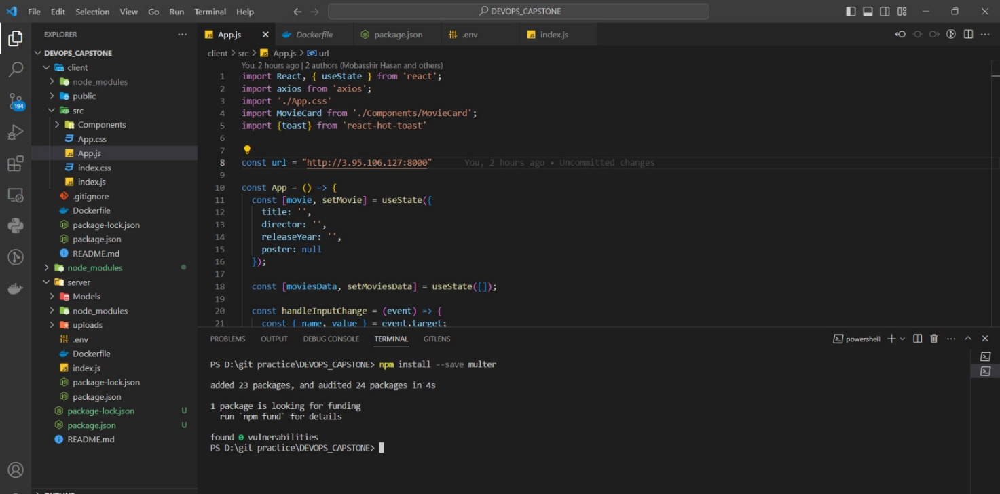 File Edit Selection View Go Run Terminal Help DEVOPS_CAPSTONE
EXPLORER
App.js Dockerfile package.json .env index.js
DEVOPS_CAPSTONE
client
node_modules
public
src
Components
App.css
App.js
index.css
index.js
.gitignore
Dockerfile
package-lock.json
package.json
README.md
node_modules
server
Models
node_modules
uploads
.env
Dockerfile
index.js
package-lock.json
package.json
package-lock.json U
package.json U
README.md
194
client > src > App.js > url
You, 2 hours ago | 2 authors (Mobasshir Hasan and others)
1 import React, { useState } from 'react';
2 import axios from 'axios';
3 import './App.css'
4 import MovieCard from './Components/MovieCard';
5 import {toast} from 'react-hot-toast'
6
7
8 const url = "http://3.95.106.127:8000" You, 2 hours ago • Uncommitted changes
9
10 const App = () => {
11 const [movie, setMovie] = useState({
12 title: '',
13 director: '',
14 releaseYear: '',
15 poster: null
16 });
17
18 const [moviesData, setMoviesData] = useState([]);
19
20 const handleInputChange = (event) => {
21 const { name, value } = event.target;
PROBLEMS OUTPUT DEBUG CONSOLE TERMINAL GITLENS powershell
PS D:\git practice\DEVOPS_CAPSTONE> npm install --save multer
added 23 packages, and audited 24 packages in 4s
1 package is looking for funding
run `npm fund` for details
found 0 vulnerabilities
PS D:\git practice\DEVOPS_CAPSTONE>
OUTLINE